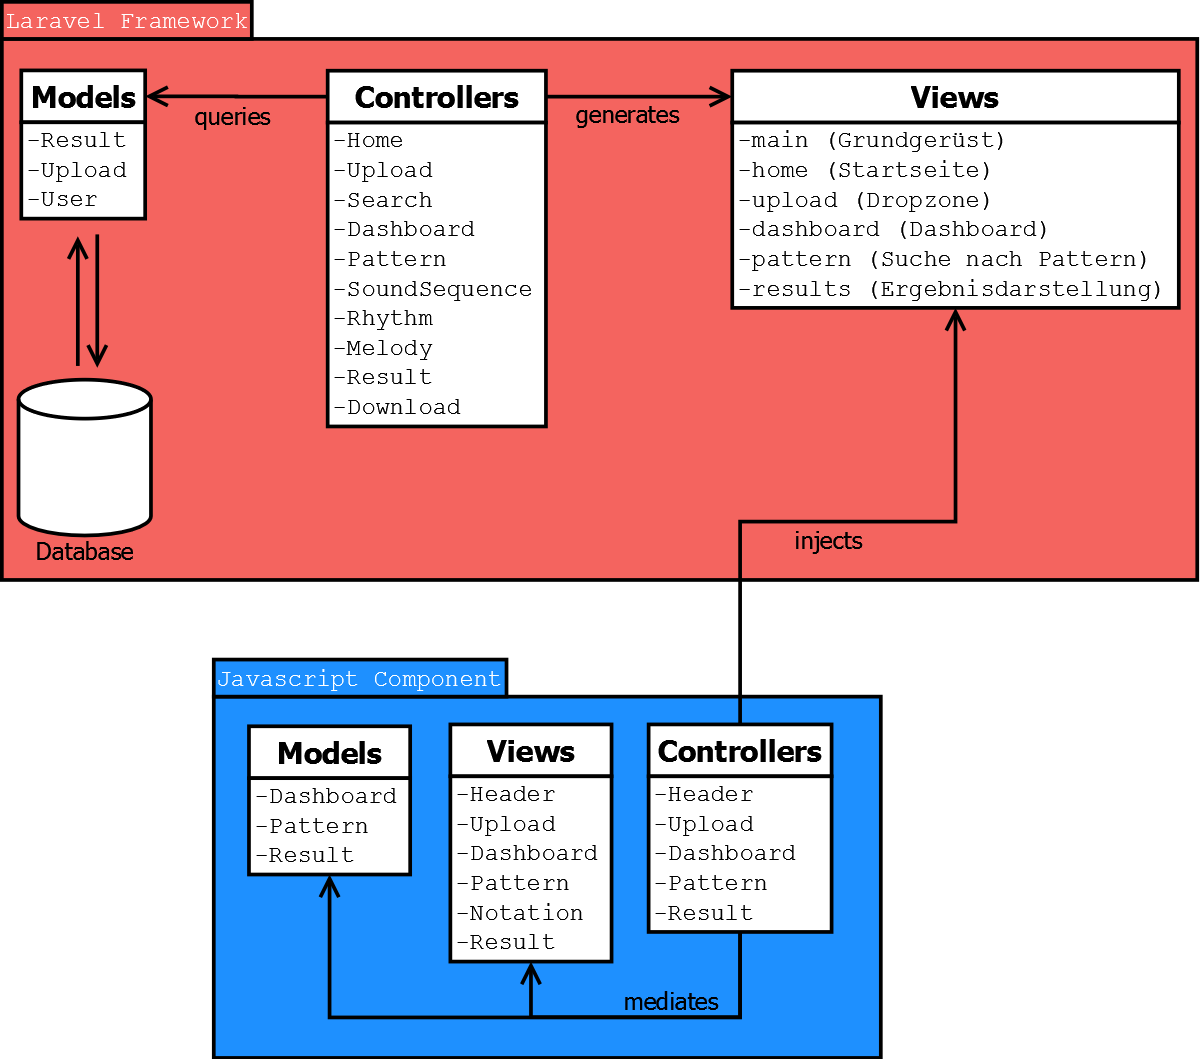 Laravel Framework
Models
-Result
-Upload
-User
queries
Controllers
-Home
-Upload
-Search
-Dashboard
-Pattern
-SoundSequence
-Rhythm
-Melody
-Result
-Download
generates
Views
-main (Grundgerüst)
-home (Startseite)
-upload (Dropzone)
-dashboard (Dashboard)
-pattern (Suche nach Pattern)
-results (Ergebnisdarstellung)
Database
injects
Javascript Component
Models
-Dashboard
-Pattern
-Result
Views
-Header
-Upload
-Dashboard
-Pattern
-Notation
-Result
Controllers
-Header
-Upload
-Dashboard
-Pattern
-Result
mediates